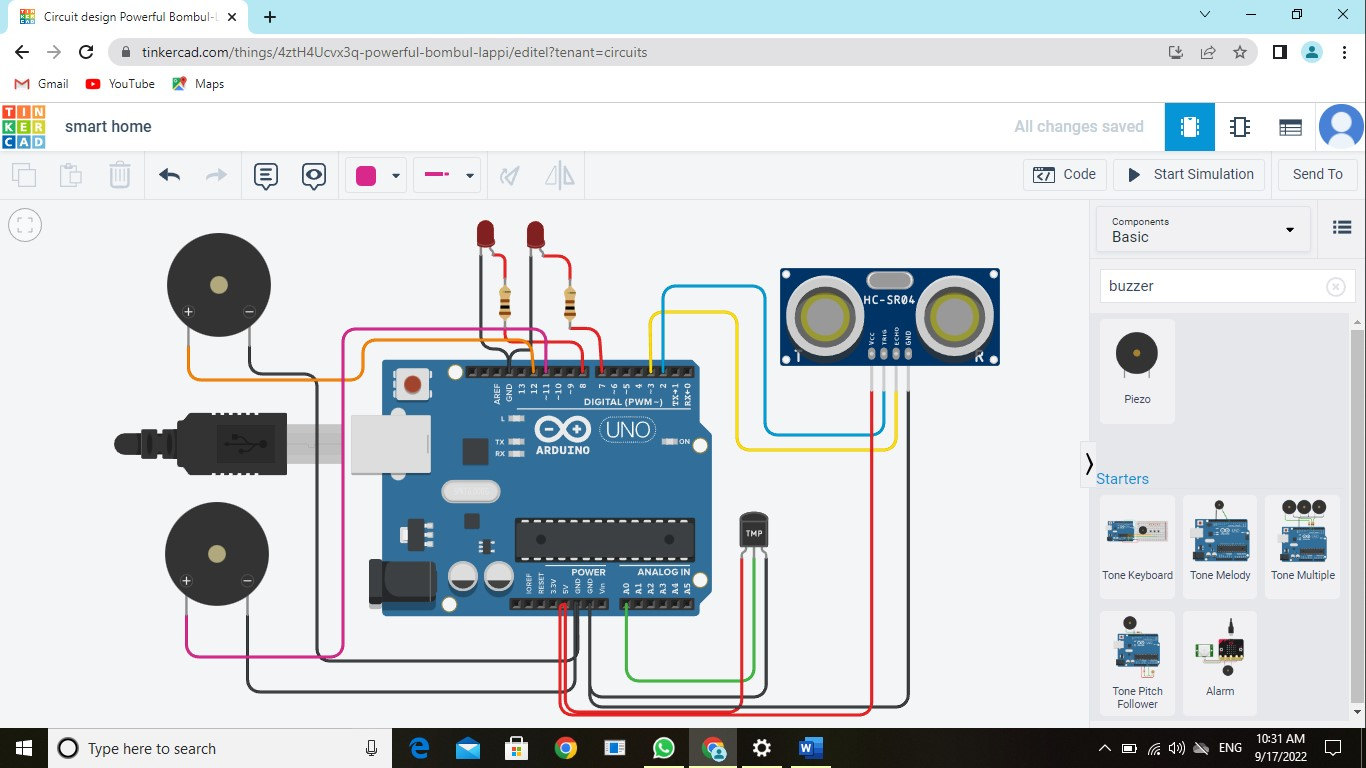 Circuit design Powerful Bombul-L
tinkercad.com/things/4ztH4Ucvx3q-powerful-bombul-lappi/editel?tenant=circuits
Gmail
YouTube
Maps
TIN
KER
CAD
smart home
All changes saved
Code
Start Simulation
Send To
Components
Basic
buzzer
Piezo
Starters
Tone Keyboard
Tone Melody
Tone Multiple
Tone Pitch
Follower
Alarm
HC-SR04
VCC
TRIG
ECHO
GND
T
R
AREF
GND
13
12
~11
~10
~9
8
7
~6
~5
4
~3
2
TX→1
RX←0
DIGITAL (PWM~)
L
TX
RX
ARDUINO
UNO
ON
TMP
POWER
ANALOG IN
IOREF
RESET
3.3V
5V
GND
GND
Vin
A0
A1
A2
A3
A4
A5
Type here to search
ENG
10:31 AM
9/17/2022